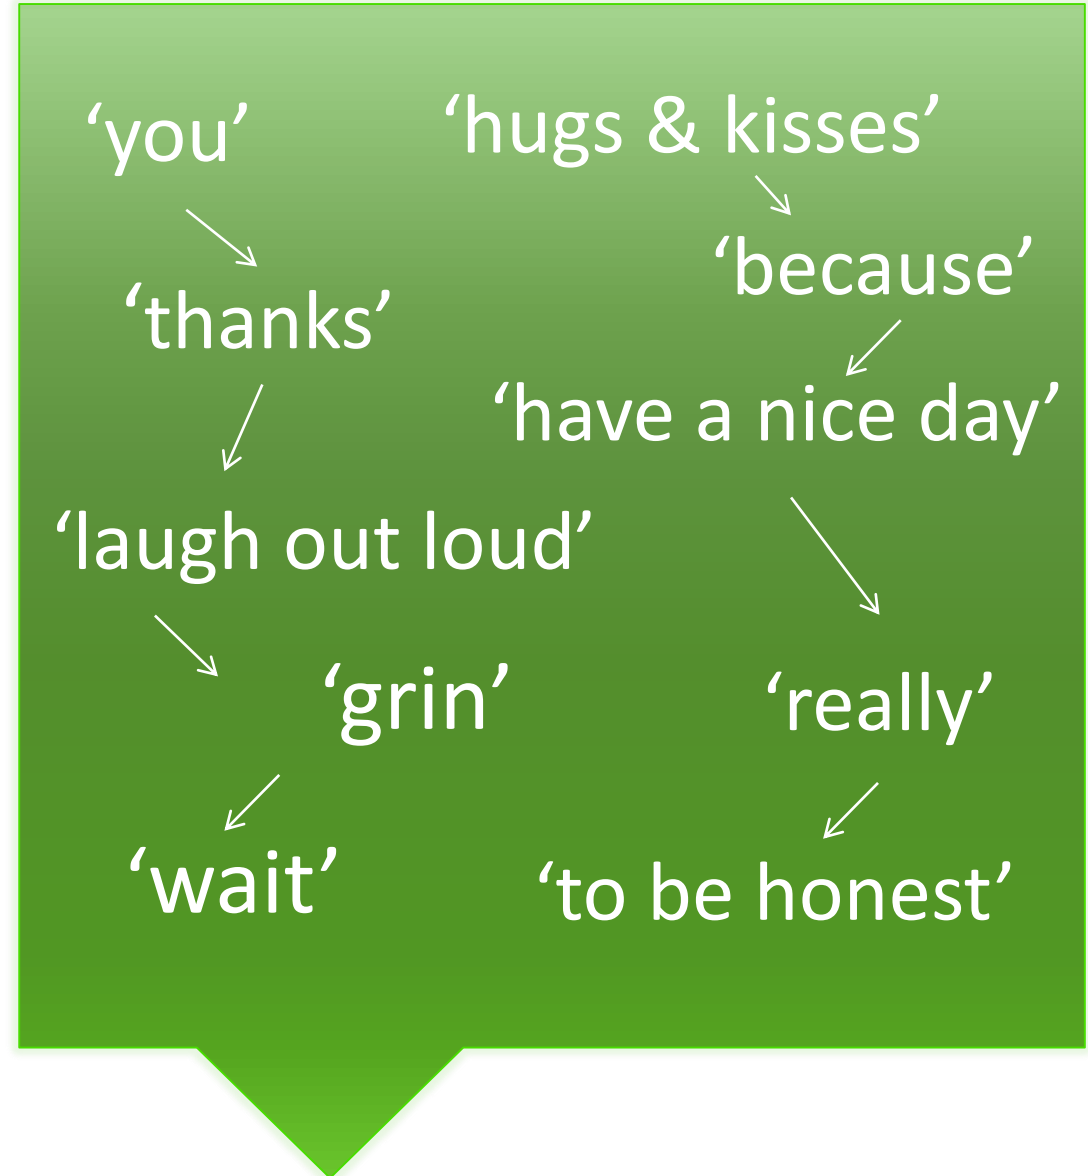 ‘you’
‘thanks’
‘laugh out loud’
‘grin’
‘wait’
‘hugs & kisses’
‘because’
‘have a nice day’
‘really’
‘to be honest’